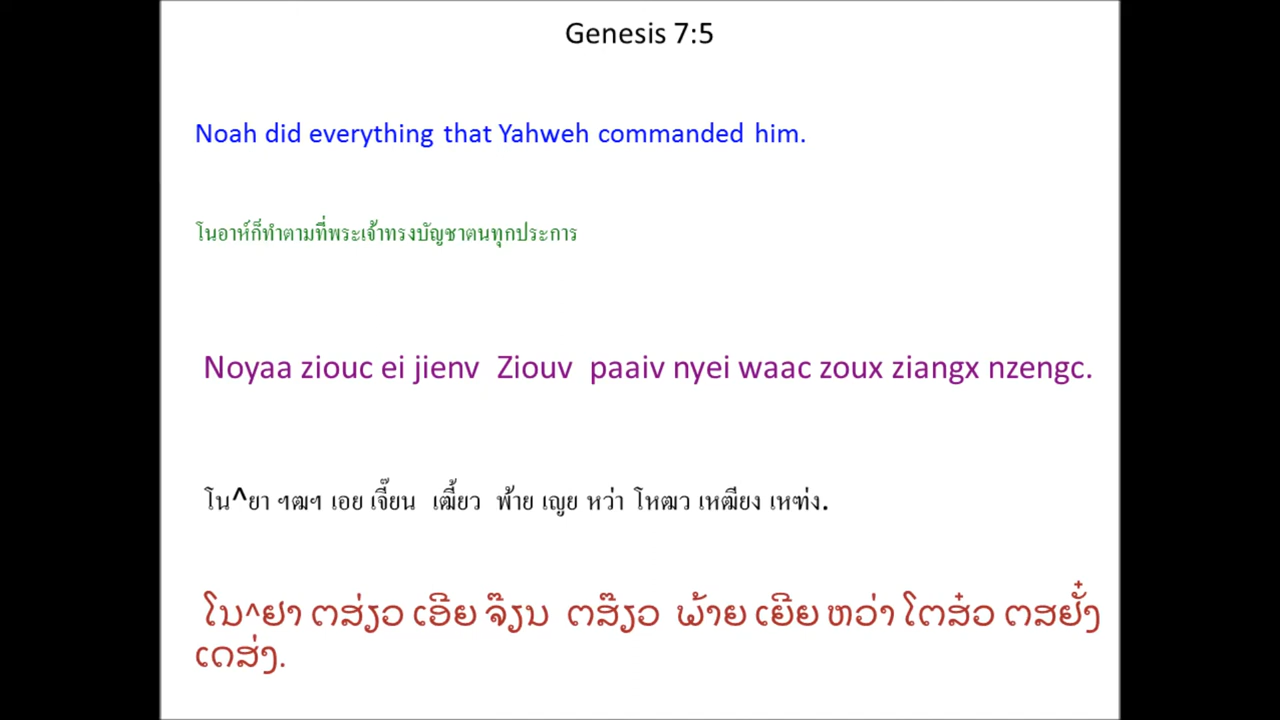 Genesis 7:5
Noah did everything that Yahweh commanded him.
โนอาห์ก็ทำตามที่พระเจ้าทรงบัญชาตนทุกประการ
Noyaa ziouc ei jienv Ziouv paaiv nyei waac zoux ziangx nzengc.
โน^ยา ฯฒฯ เอย เจี๊ยน เฒี้ยว พ้าย เญย หว่า โหฒว เหฒียง เหฑ่ง.
ໂນ^ຢາ ຕສ່ຽວ ເອີຍ ຈ໊ຽນ ຕສ໊ຽວ ພ້າຍ ເຍີຍ ຫວ່າ ໂຕສ໋ວ ຕສຢັ໋ງ
ເດສ່ງ.